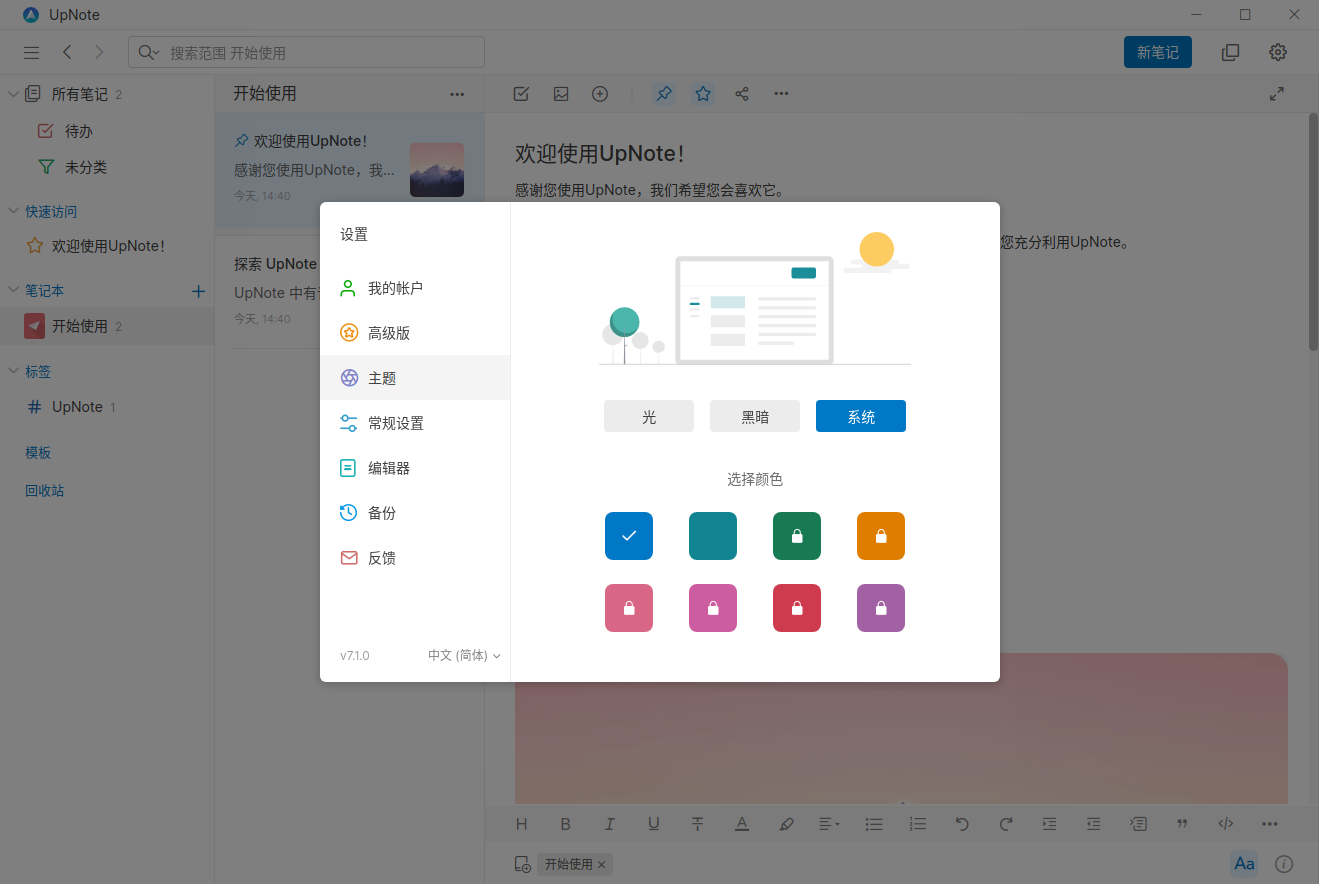 UpNote
搜索范围 开始使用
新笔记
所有笔记 2
待办
未分类
快速访问
欢迎使用UpNote！
笔记本
开始使用 2
标签
UpNote 1
模板
回收站
开始使用
欢迎使用UpNote！
感谢您使用UpNote，我...
今天, 14:40
探索 UpNote
UpNote 中有
今天, 14:40
欢迎使用UpNote！
感谢您使用UpNote，我们希望您会喜欢它。
您充分利用UpNote。
设置
我的帐户
高级版
主题
常规设置
编辑器
备份
反馈
v7.1.0
中文 (简体)
光
黑暗
系统
选择颜色
H B I U T A
开始使用
Aa